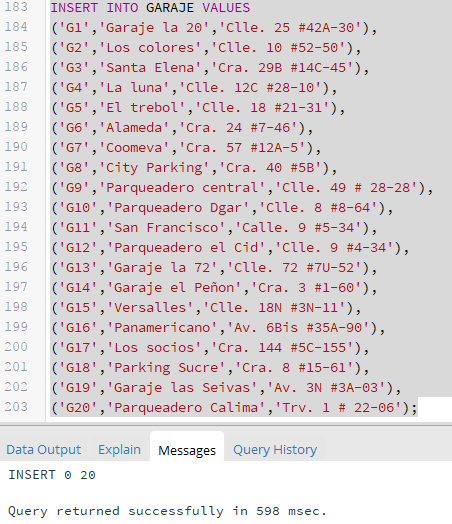 183 INSERT INTO GARAJE VALUES
184 ('G1','Garaje la 20','Clle. 25 #42A-30'),
185 ('G2','Los colores','Clle. 10 #52-50'),
186 ('G3','Santa Elena','Cra. 29B #14C-45'),
187 ('G4','La luna','Clle. 12C #28-10'),
188 ('G5','El trebol','Clle. 18 #21-31'),
189 ('G6','Alameda','Cra. 24 #7-46'),
190 ('G7','Coomeva','Cra. 57 #12A-5'),
191 ('G8','City Parking','Cra. 40 #5B'),
192 ('G9','Parqueadero central','Clle. 49 # 28-28'),
193 ('G10','Parqueadero Dgar','Clle. 8 #8-64'),
194 ('G11','San Francisco','Calle. 9 #5-34'),
195 ('G12','Parqueadero el Cid','Clle. 9 #4-34'),
196 ('G13','Garaje la 72','Clle. 72 #7U-52'),
197 ('G14','Garaje el Peñon','Cra. 3 #1-60'),
198 ('G15','Versalles','Clle. 18N #3N-11'),
199 ('G16','Panamericano','Av. 6Bis #35A-90'),
200 ('G17','Los socios','Cra. 144 #5C-155'),
201 ('G18','Parking Sucre','Cra. 8 #15-61'),
202 ('G19','Garaje las Seivas','Av. 3N #3A-03'),
203 ('G20','Parqueadero Calima','Trv. 1 # 22-06');
Data Output Explain Messages Query History
INSERT 0 20
Query returned successfully in 598 msec.